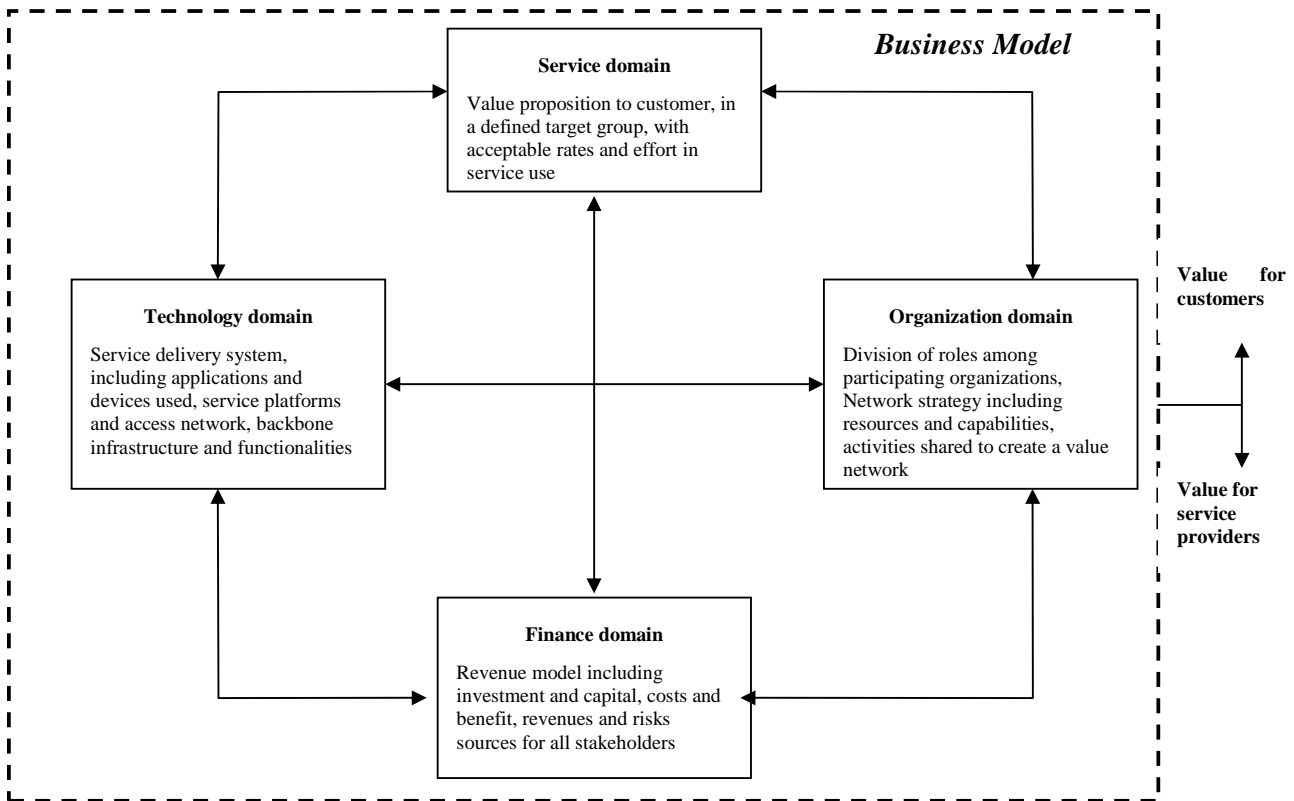 Business Model
Service domain
Value proposition to customer, in
a defined target group, with
acceptable rates and effort in
service use
Technology domain
Service delivery system,
including applications and
devices used, service platforms
and access network, backbone
infrastructure and functionalities
Organization domain
Division of roles among
participating organizations,
Network strategy including
resources and capabilities,
activities shared to create a value
network
Value for
customers
Value for
service
providers
Finance domain
Revenue model including
investment and capital, costs and
benefit, revenues and risks
sources for all stakeholders